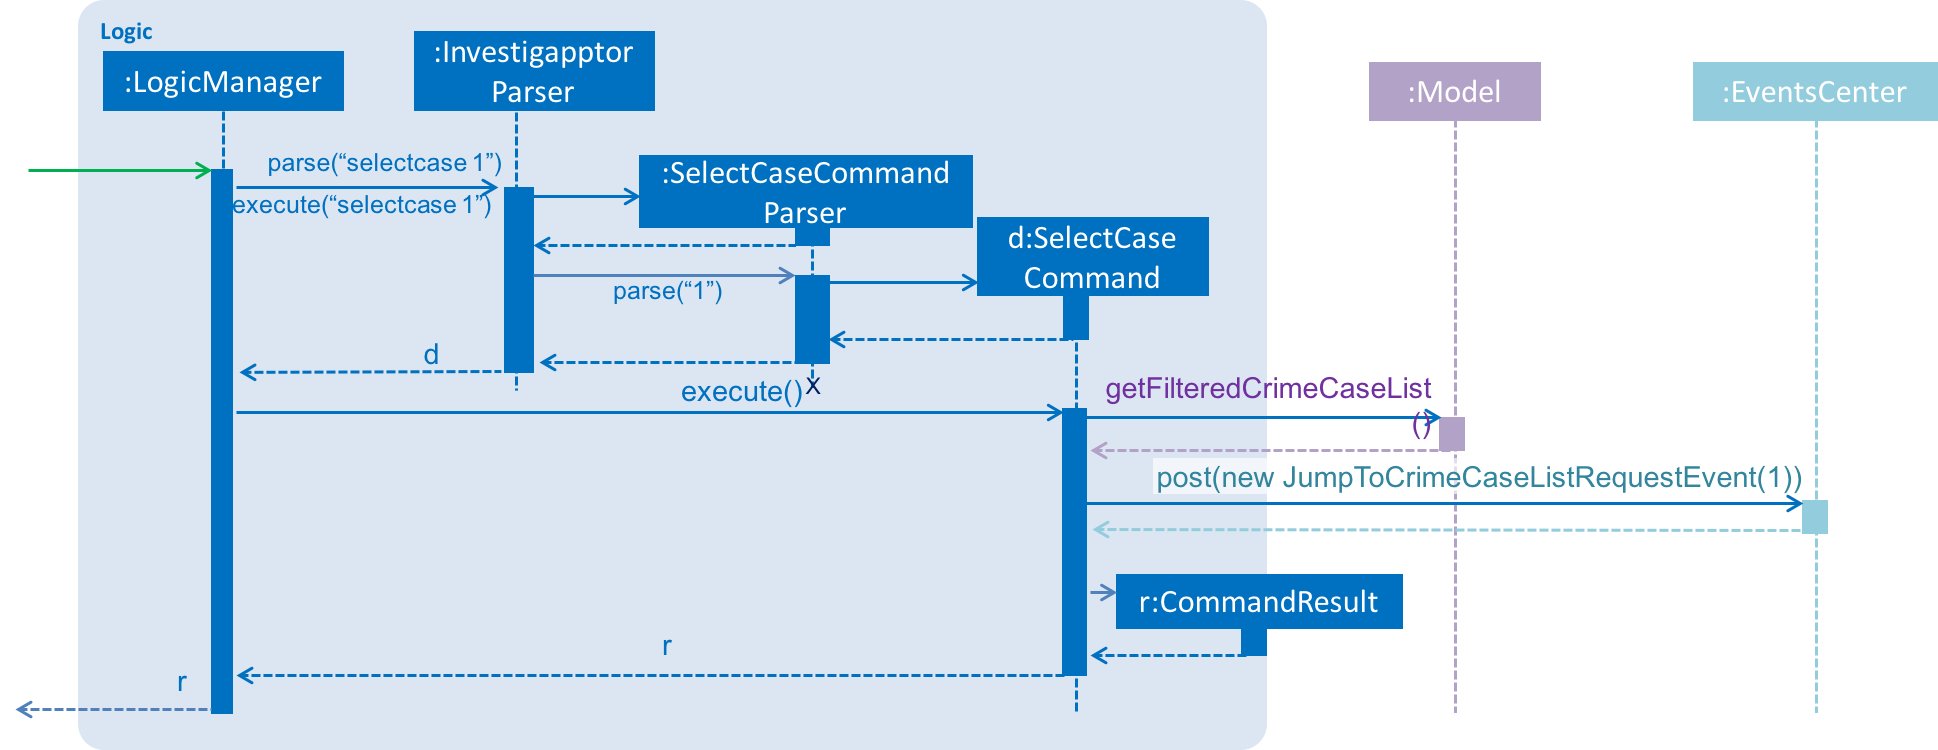 Logic
:LogicManager
:Investigapptor
Parser
:Model
:EventsCenter
parse(“selectcase 1”)
execute(“selectcase 1”)
:SelectCaseCommand
Parser
d:SelectCase
Command
parse(“1”)
d
execute()
X
getFilteredCrimeCaseList
()
post(new JumpToCrimeCaseListRequestEvent(1))
r:CommandResult
r
r